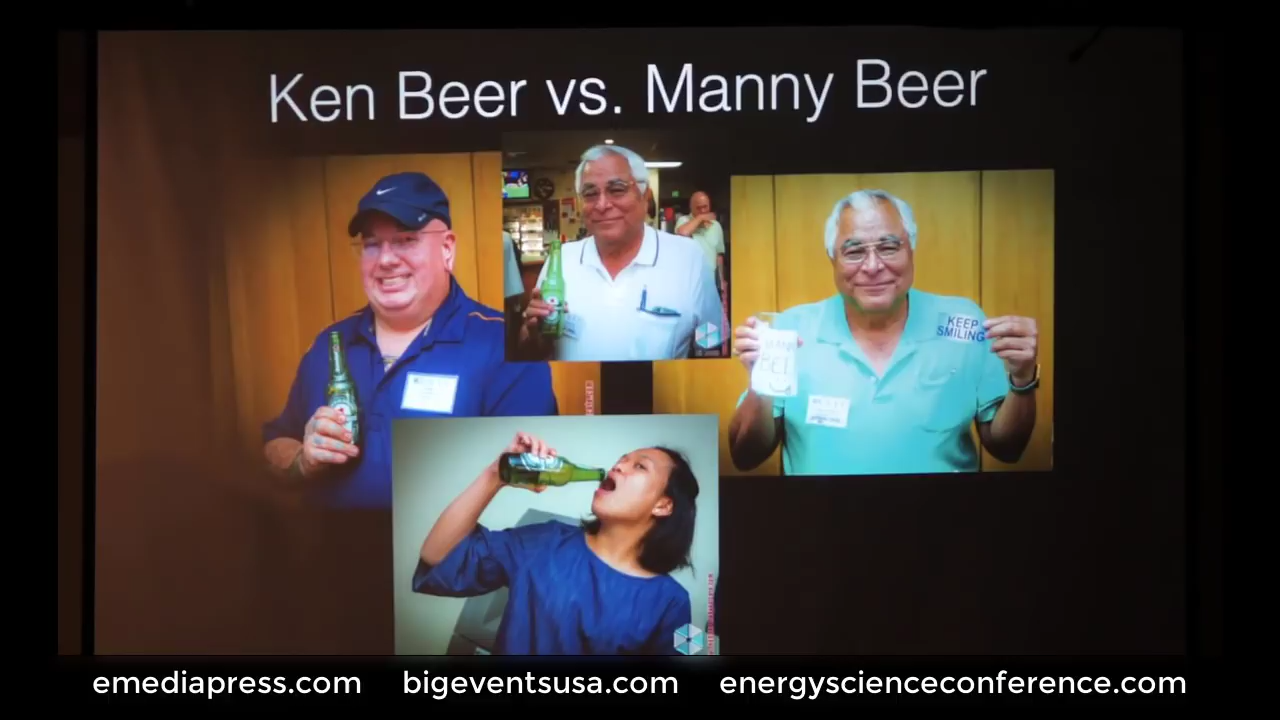 Ken Beer vs. Manny Beer
KEEP
SMILING
emediapress.com bigeventsusa.com energyscienceconference.com